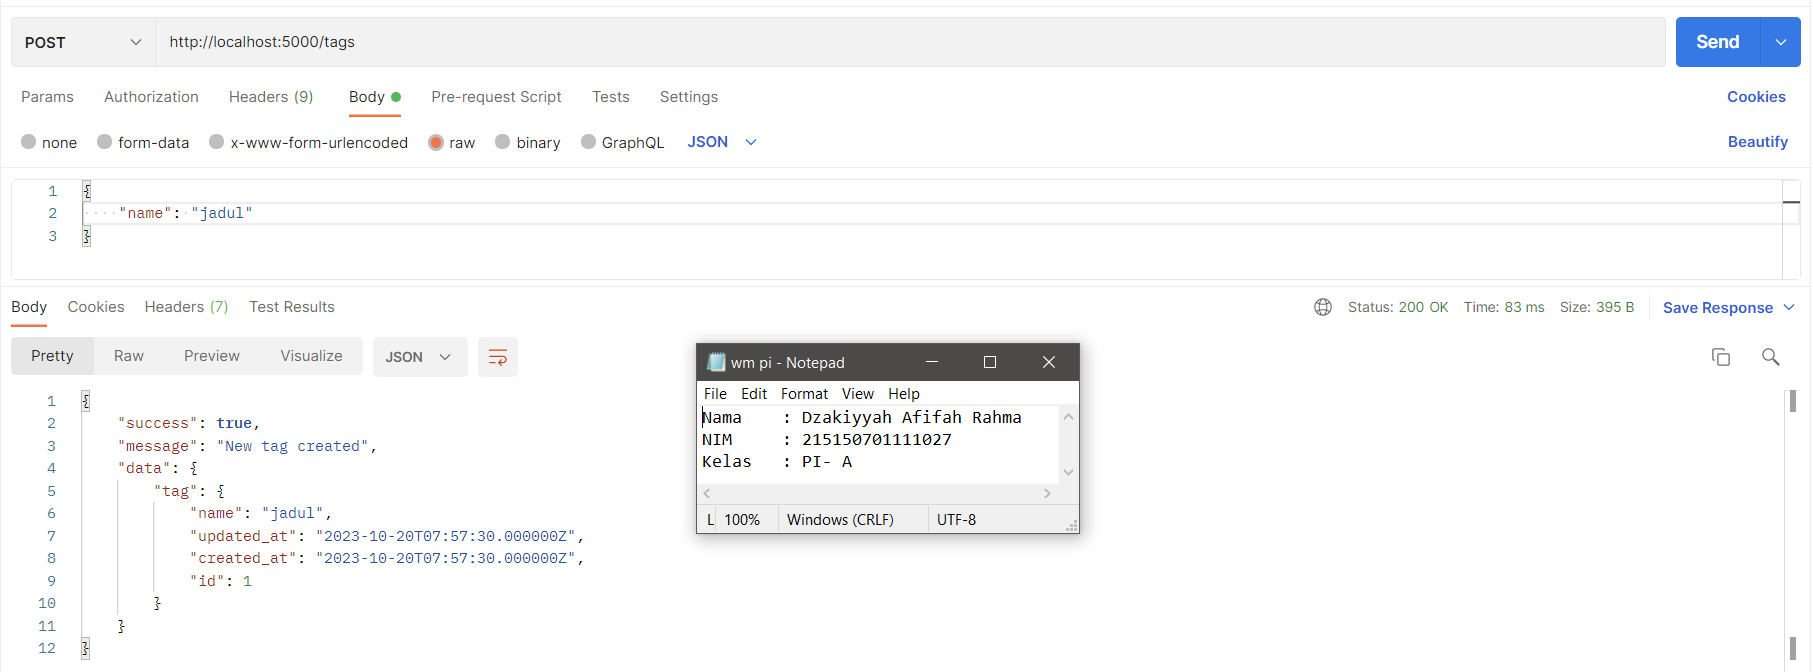 POST http://localhost:5000/tags Send
Params Authorization Headers (9) Body Pre-request Script Tests Settings Cookies
none form-data x-www-form-urlencoded raw binary GraphQL JSON Beautify
1 {
2 "name": "jadul"
3 }
Body Cookies Headers (7) Test Results Status: 200 OK Time: 83 ms Size: 395 B Save Response
Pretty Raw Preview Visualize JSON
1 {
2 "success": true,
3 "message": "New tag created",
4 "data": {
5 "tag": {
6 "name": "jadul",
7 "updated_at": "2023-10-20T07:57:30.000000Z",
8 "created_at": "2023-10-20T07:57:30.000000Z",
9 "id": 1
10 }
11 }
12 }
wm pi - Notepad
File Edit Format View Help
Nama : Dzakiyyah Afifah Rahma
NIM : 215150701111027
Kelas : PI- A
L 100% Windows (CRLF) UTF-8